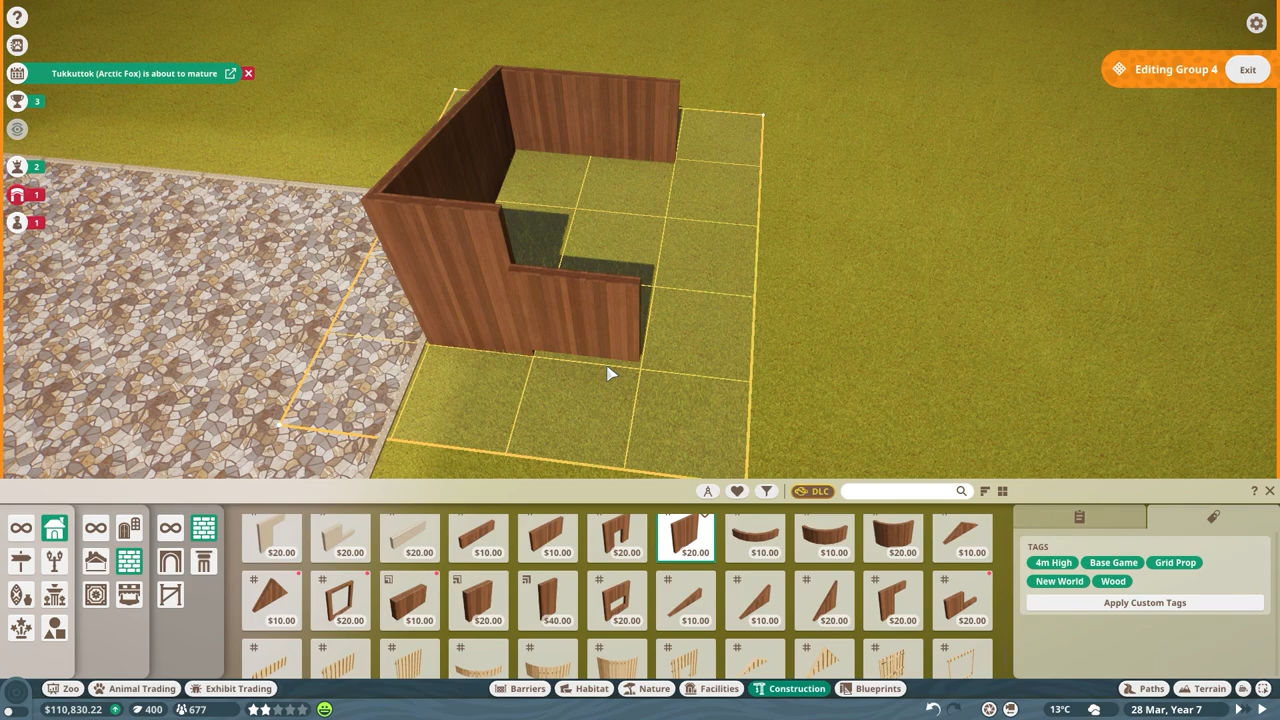 ?
Editing Group 4
Exit
Tukkuttok (Arctic Fox) is about to mature
3
2
1
1
DLC
?
$20.00
$20.00
$20.00
$10.00
$10.00
$20.00
$20.00
$10.00
$10.00
$20.00
$10.00
TAGS
4m High
Base Game
Grid Prop
New World
Wood
Apply Custom Tags
$10.00
$20.00
$10.00
$20.00
$40.00
$20.00
$10.00
$10.00
$20.00
$20.00
$20.00
Zoo
Animal Trading
Exhibit Trading
Barriers
Habitat
Nature
Facilities
Construction
Blueprints
Paths
Terrain
$110,830.22
400
677
13°C
28 Mar, Year 7